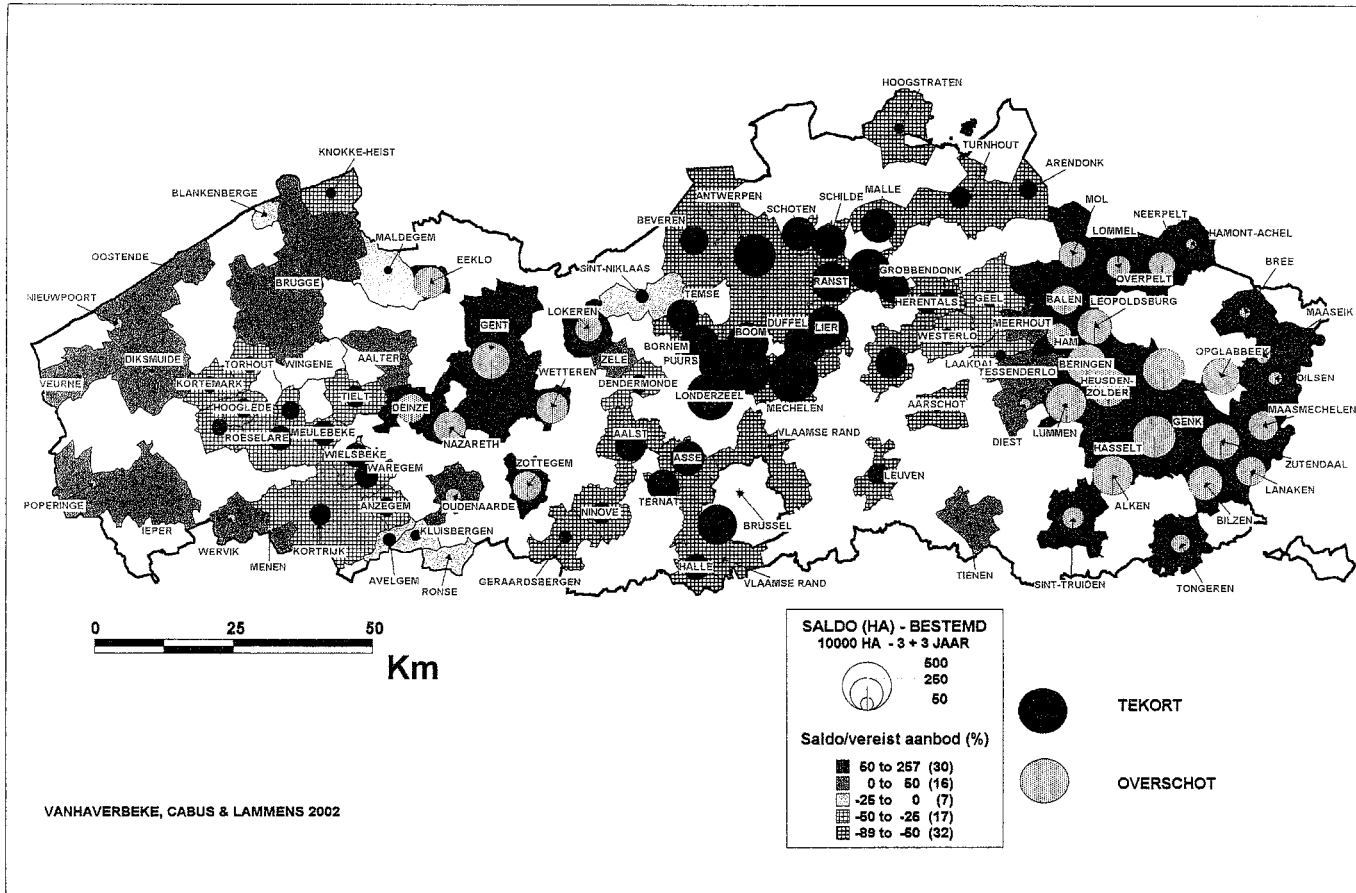 HOOGSTRATEN
TURNHOUT
KNOKKE-HEIST
ARENDONK
BLANKENBERGE
ANTWERPEN
MALLE
SCHILDE
SCHOTEN
MOL
NEERPELT
BEVEREN
LOMMEL
HAMONT-ACHEL
MALDEGEM
OOSTENDE
EEKLO
BREE
SINT-NIKLAAS
GROBBENDONK
OVERPELT
BRUGGE
RANST
NIEUWPOORT
TEMSE
HERENTALS
GEEL
BALEN
LEOPOLDSBURG
LOKEREN
MAASEIK
GENT
DUFFEL
LIER
MEERHOUT
BOOM
WESTERLO
BORNEM
HAM
DIKSMUIDE
WINGENE
AALTER
ZELE
PUURS
OPGLABBEEK
TORHOUT
LAAKDAL
BERINGEN
WETTEREN
TESSENDERLO
VEURNE
KORTEMARK
DENDERMONDE
DILSEN
HEUSDEN-
ZOLDER
TIELT
LONDERZEEL
MECHELEN
AARSCHOT
DEINZE
HOOGLEDE
MAASMECHELEN
GENK
MEULEBEKE
AALST
VLAAMSE RAND
DIEST
LUMMEN
ROESELARE
NAZARETH
HASSELT
WIELSBEKE
ASSE
ZOTTEGEM
ZUTENDAAL
WAREGEM
LEUVEN
TERNAT
LANAKEN
POPERINGE
ANZEGEM
OUDENAARDE
ALKEN
NINOVE
BRUSSEL
BILZEN
IEPER
KLUISBERGEN
WERVIK
KORTRIJK
MENEN
HALLE
AVELGEM
GERAARDSBERGEN
VLAAMSE RAND
TIENEN
SINT-TRUIDEN
RONSE
TONGEREN
0 25 50
Km
SALDO (HA) - BESTEMD
10000 HA - 3 + 3 JAAR
500
250
50
TEKORT
Saldo/vereist aanbod (%)
50 to 257 (30)
OVERSCHOT
0 to 50 (16)
-25 to 0 (7)
-50 to -25 (17)
-89 to -50 (32)
VANHAVERBEKE, CABUS & LAMMENS 2002